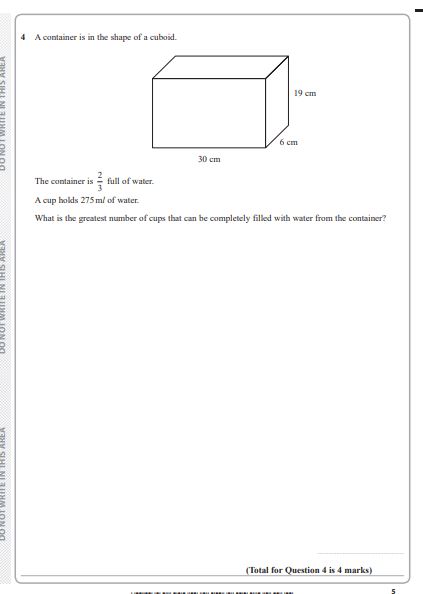 4 A container is in the shape of a cuboid.
19 cm
6 cm
30 cm
The container is 2/3 full of water.
A cup holds 275 ml of water.
What is the greatest number of cups that can be completely filled with water from the container?
(Total for Question 4 is 4 marks)
5
DO NOT WRITE IN THIS AREA
DO NOT WRITE IN THIS AREA
DO NOT WRITE IN THIS AREA